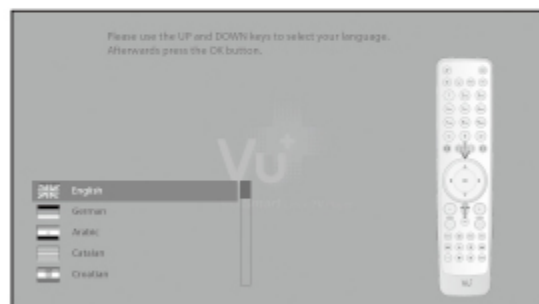 Please use the UP and DOWN keys to select your language.
Afterwards press the OK button.
Vu+
English
German
Arabic
Catalan
Croatian